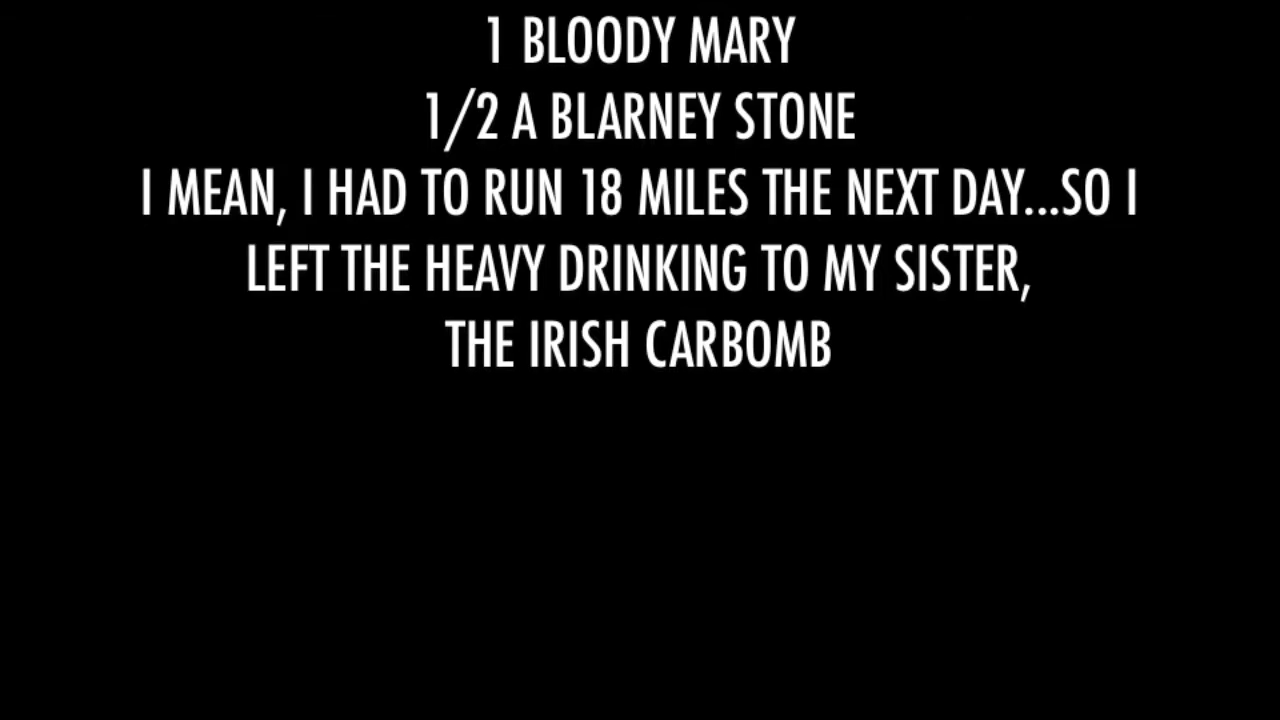 1 BLOODY MARY
1/2 A BLARNEY STONE
I MEAN, I HAD TO RUN 18 MILES THE NEXT DAY...SO I
LEFT THE HEAVY DRINKING TO MY SISTER,
THE IRISH CARBOMB